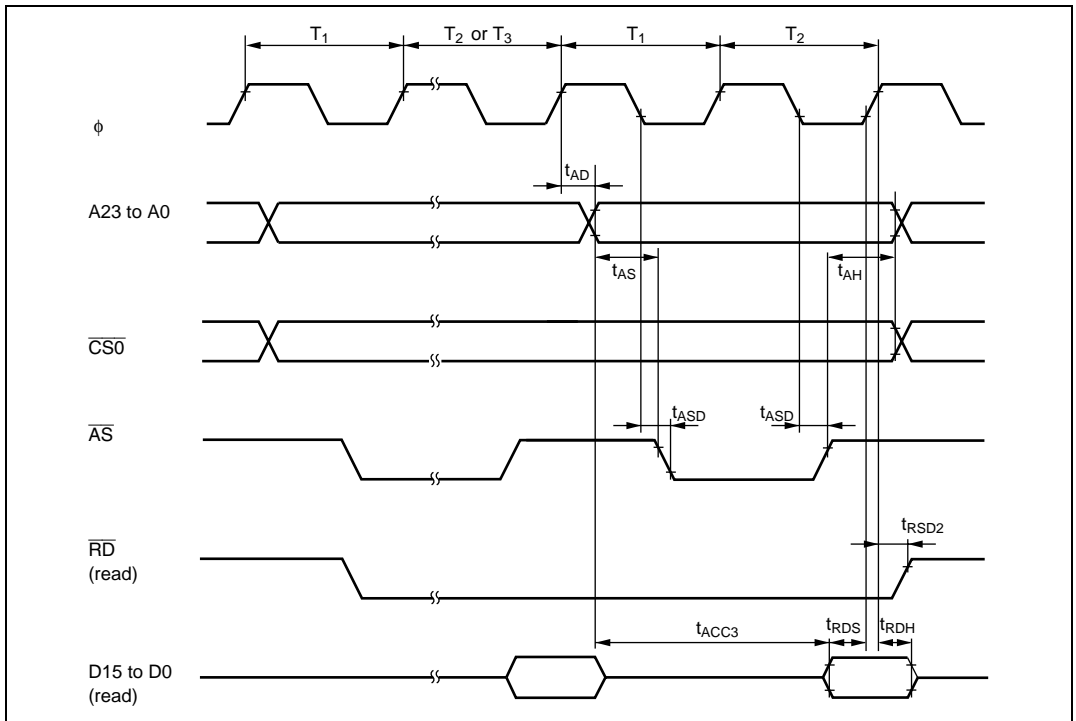 T1 T2 or T3 T1 T2
ϕ
tAD
A23 to A0
tAS tAH
CS0
tASD tASD
AS
tRSD2
RD
(read)
tACC3 tRDS tRDH
D15 to D0
(read)